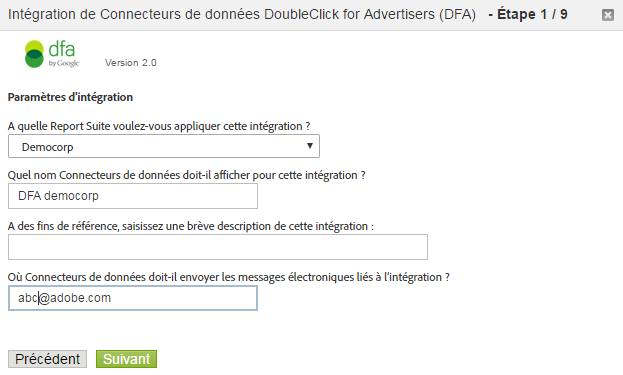 Intégration de Connecteurs de données DoubleClick for Advertisers (DFA) - Étape 1 / 9
dfa
by Google
Version 2.0
Paramètres d'intégration
A quelle Report Suite voulez-vous appliquer cette intégration ?
Democorp
Quel nom Connecteurs de données doit-il afficher pour cette intégration ?
DFA democorp
A des fins de référence, saisissez une brève description de cette intégration :
Où Connecteurs de données doit-il envoyer les messages électroniques liés à l'intégration ?
abc@adobe.com
Précédent Suivant